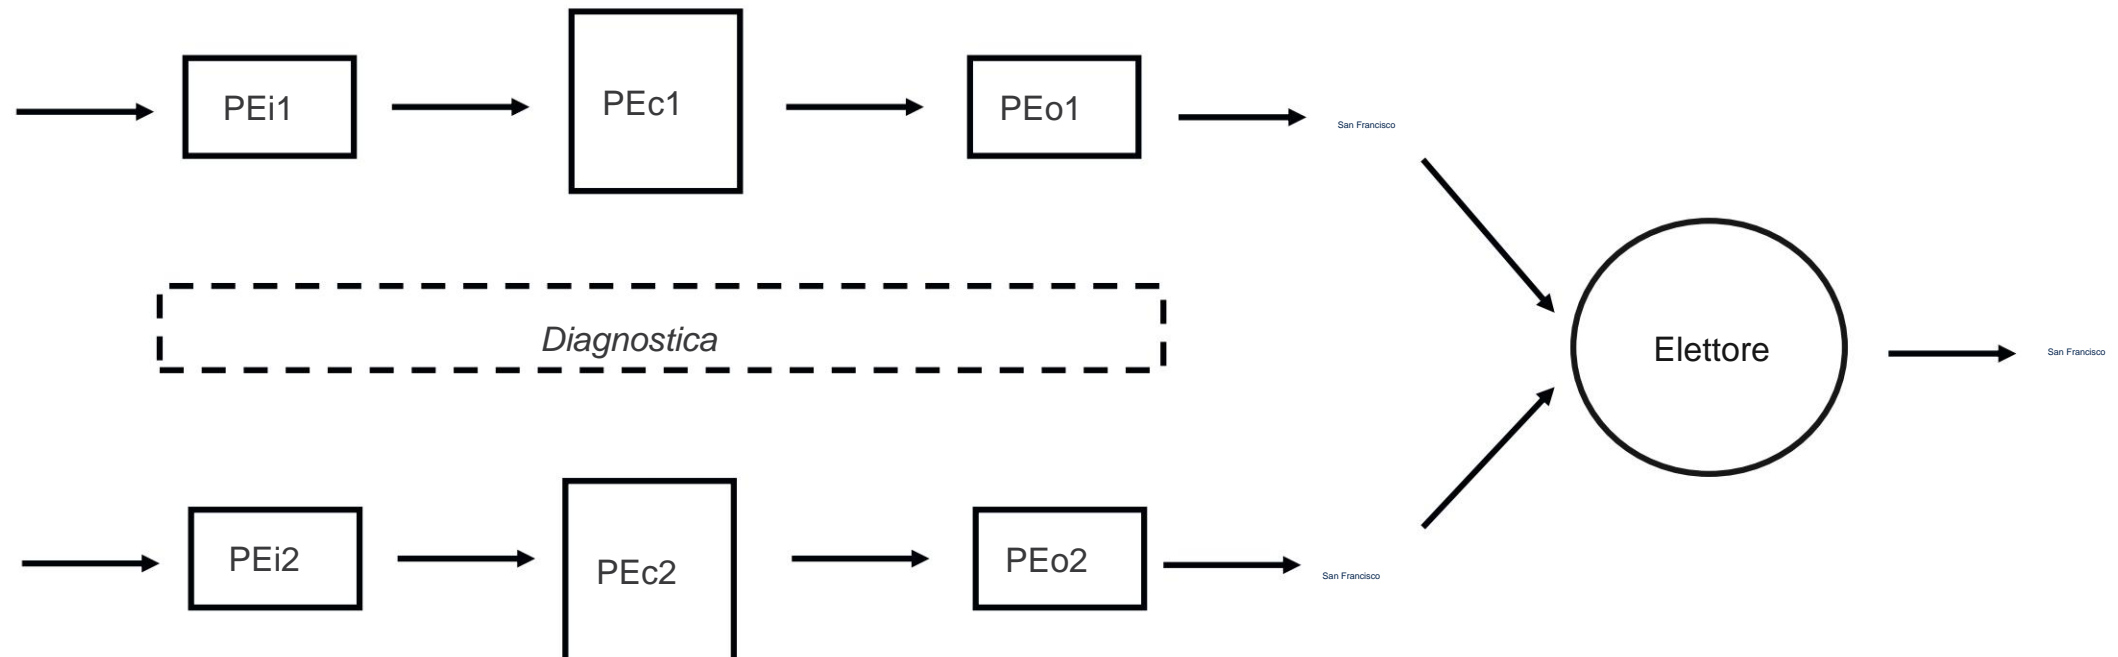 PEi1
PEc1
PEo1
San Francisco
Diagnostica
Elettore
San Francisco
PEi2
PEc2
PEo2
San Francisco